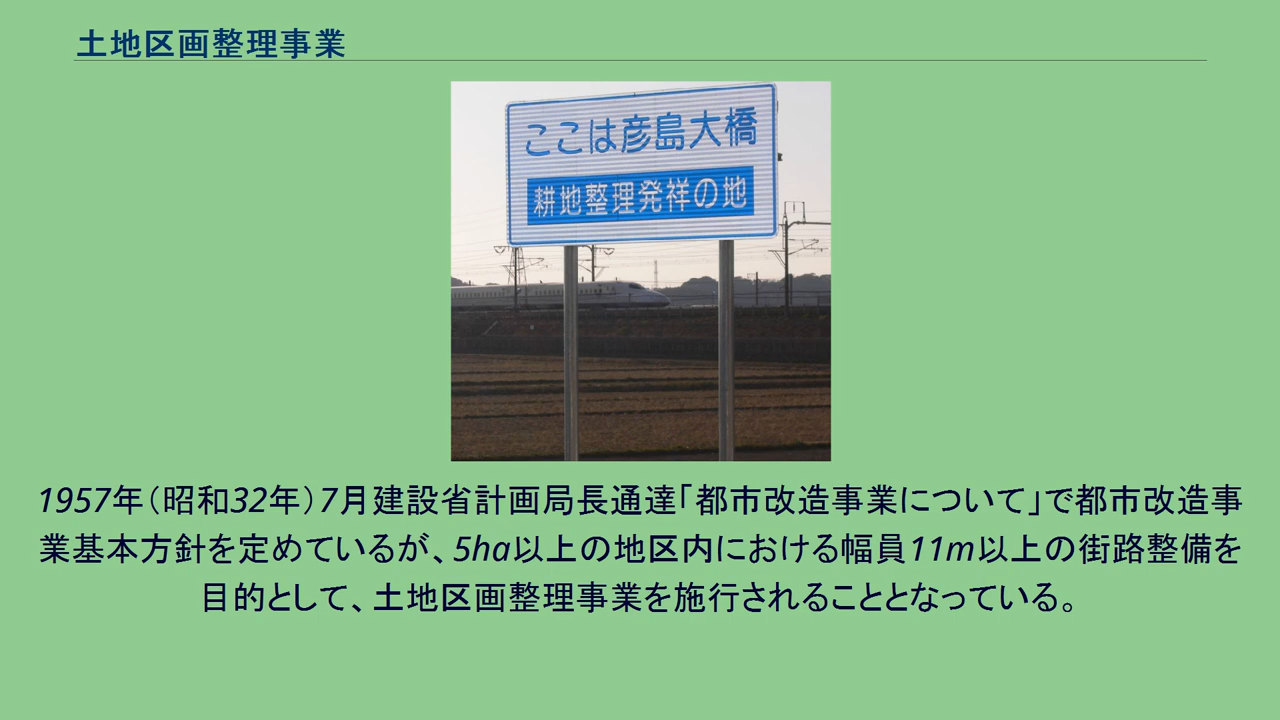 土地区画整理事業
ここは彦島大橋
耕地整理発祥の地
1957年（昭和32年）7月建設省計画局長通達「都市改造事業について」で都市改造事
業基本方針を定めているが、5ha以上の地区内における幅員11m以上の街路整備を
目的として、土地区画整理事業を施行されることとなっている。